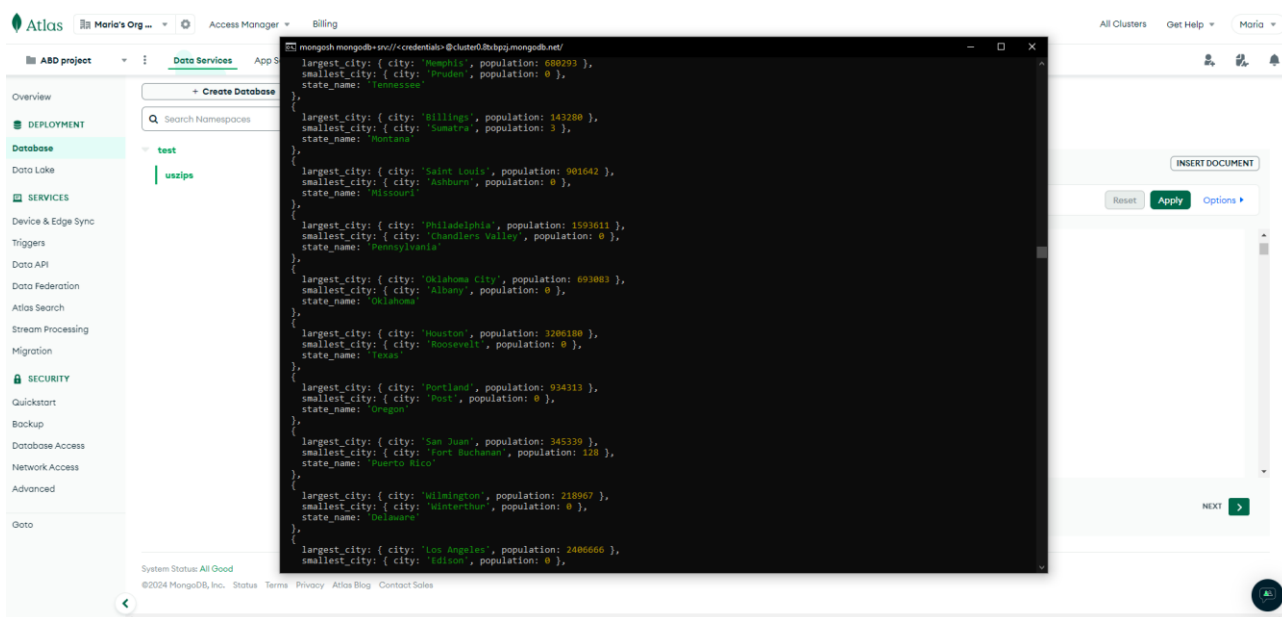 Atlas
Maria's Org ...
Access Manager
Billing
All Clusters
Get Help
Maria
ABD project
Data Services
App S
Overview
DEPLOYMENT
Database
Data Lake
SERVICES
Device & Edge Sync
Triggers
Data API
Data Federation
Atlas Search
Stream Processing
Migration
SECURITY
Quickstart
Backup
Database Access
Network Access
Advanced
Goto
+ Create Database
Search Namespaces
test
uszips
mongosh mongodb+srv://<credentials>@cluster0.8txbpzj.mongodb.net/
largest_city: { city: 'Memphis', population: 680293 },
smallest_city: { city: 'Pruden', population: 0 },
state_name: 'Tennessee'
},
{
largest_city: { city: 'Billings', population: 143280 },
smallest_city: { city: 'Sumatra', population: 3 },
state_name: 'Montana'
},
{
largest_city: { city: 'Saint Louis', population: 901642 },
smallest_city: { city: 'Ashburn', population: 0 },
state_name: 'Missouri'
},
{
largest_city: { city: 'Philadelphia', population: 1593611 },
smallest_city: { city: 'Chandlers Valley', population: 0 },
state_name: 'Pennsylvania'
},
{
largest_city: { city: 'Oklahoma City', population: 693083 },
smallest_city: { city: 'Albany', population: 0 },
state_name: 'Oklahoma'
},
{
largest_city: { city: 'Houston', population: 3206180 },
smallest_city: { city: 'Roosevelt', population: 0 },
state_name: 'Texas'
},
{
largest_city: { city: 'Portland', population: 934313 },
smallest_city: { city: 'Post', population: 0 },
state_name: 'Oregon'
},
{
largest_city: { city: 'San Juan', population: 345339 },
smallest_city: { city: 'Fort Buchanan', population: 128 },
state_name: 'Puerto Rico'
},
{
largest_city: { city: 'Wilmington', population: 218967 },
smallest_city: { city: 'Winterthur', population: 0 },
state_name: 'Delaware'
},
{
largest_city: { city: 'Los Angeles', population: 2406666 },
smallest_city: { city: 'Edison', population: 0 },
INSERT DOCUMENT
Reset
Apply
Options
NEXT
System Status: All Good
©2024 MongoDB, Inc. Status Terms Privacy Atlas Blog Contact Sales